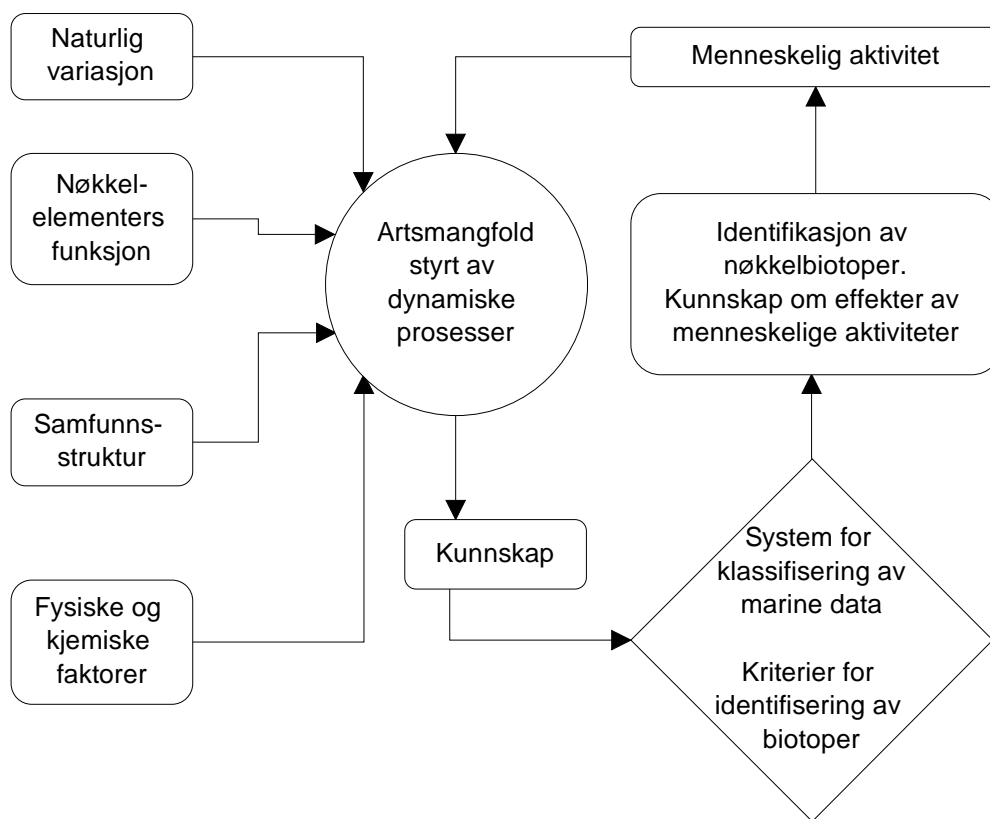 Naturlig
variasjon
Nøkkel-
elementers
funksjon
Samfunns-
struktur
Fysiske og
kjemiske
faktorer
Artsmangfold
styrt av
dynamiske
prosesser
Kunnskap
Menneskelig aktivitet
Identifikasjon av
nøkkelbiotoper.
Kunnskap om effekter av
menneskelige aktiviteter
System for
klassifisering av
marine data
Kriterier for
identifisering av
biotoper